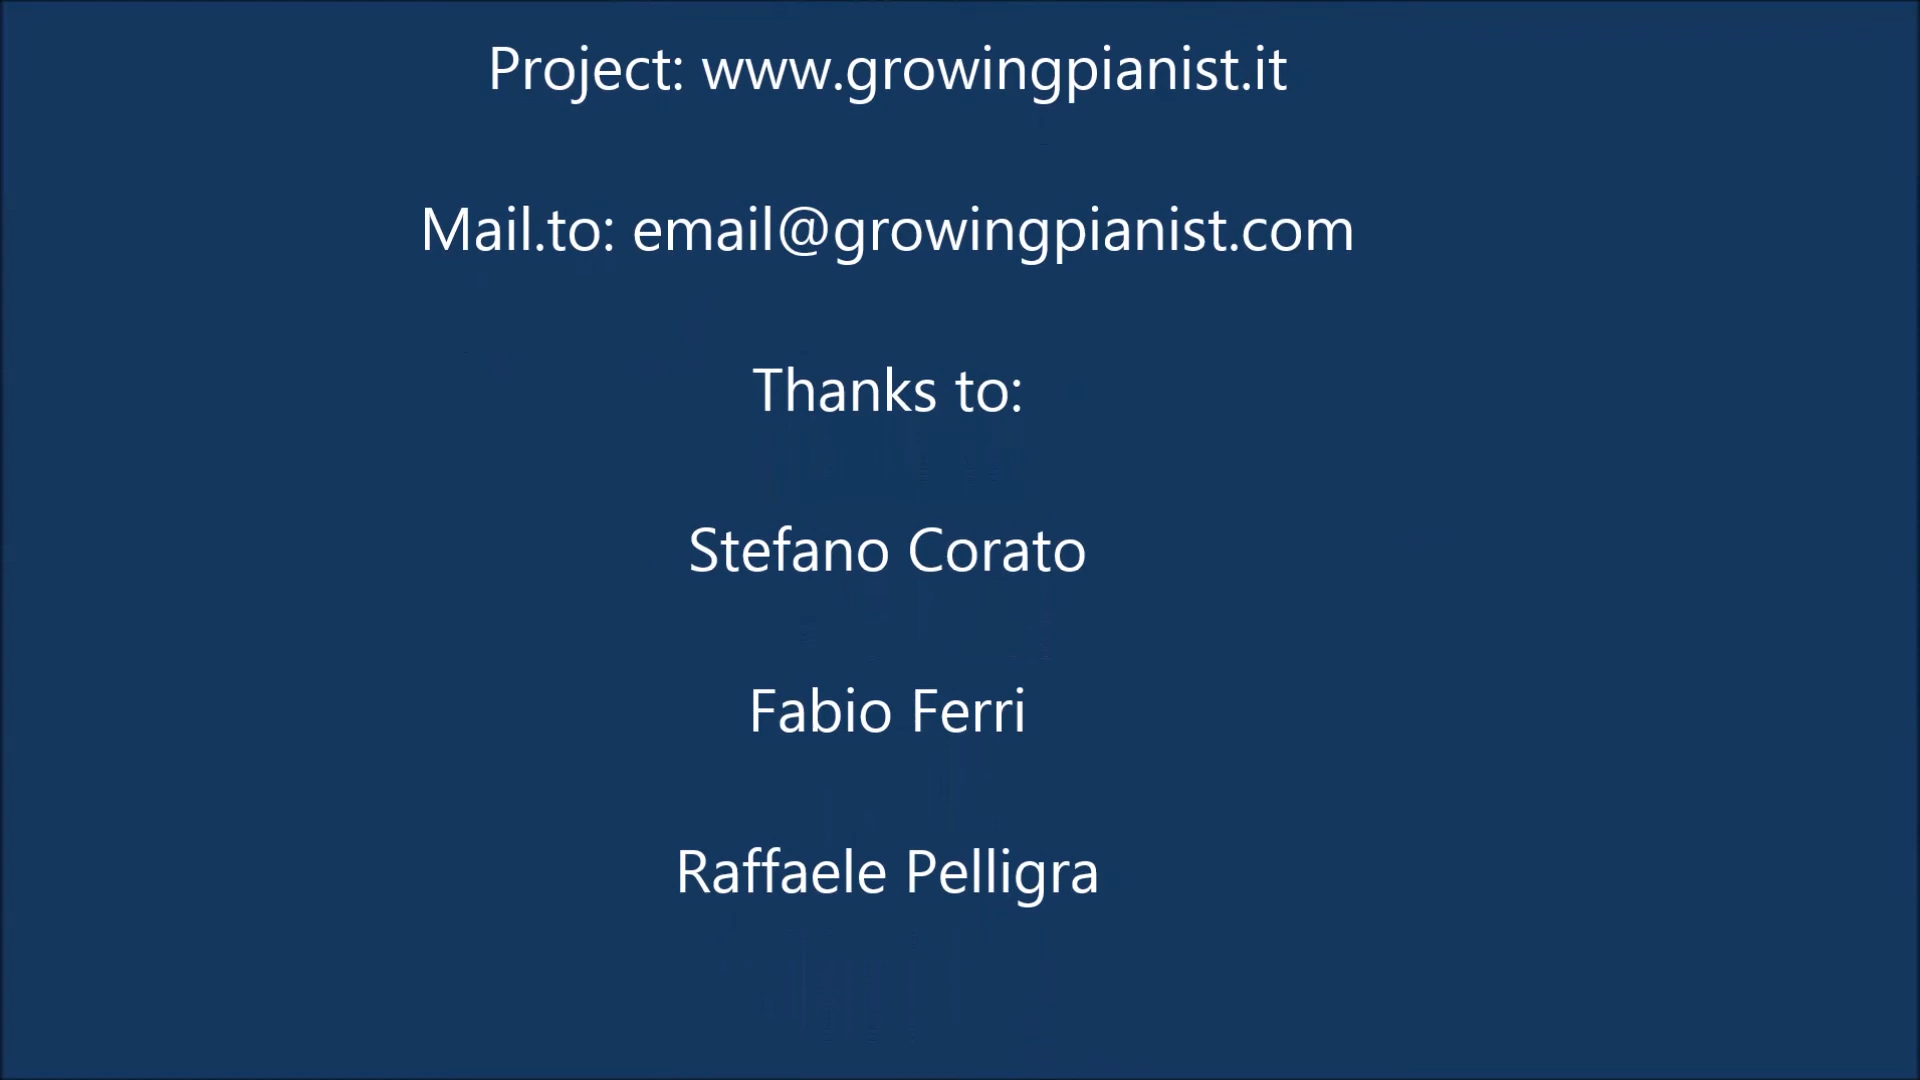 Project: www.growingpianist.it
Mail.to: email@growingpianist.com
Thanks to:
Stefano Corato
Fabio Ferri
Raffaele Pelligra